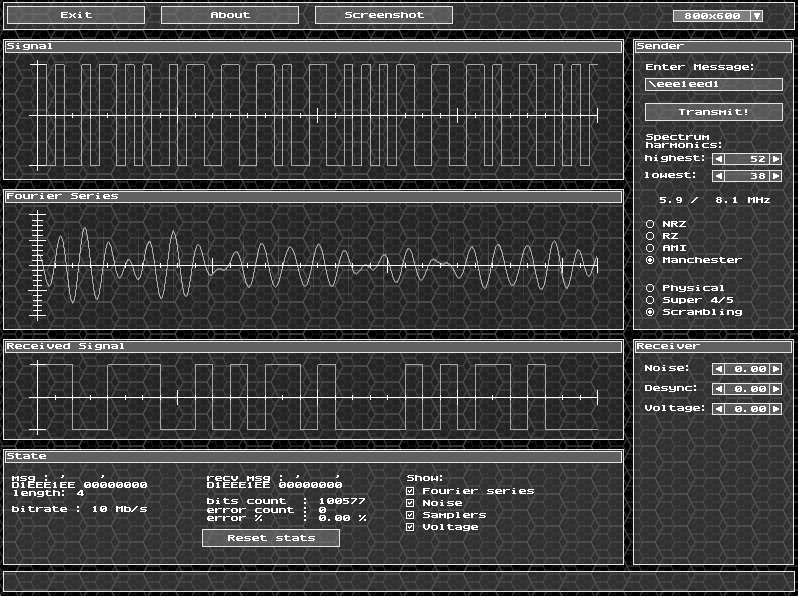 Exit
About
Screenshot
800x600
Signal
Sender
Enter Message:
\eee1eed1
Transmit!
Spectrum
harmonics:
highest: 52
lowest: 38
5.9 / 8.1 MHz
NRZ
RZ
AMI
Manchester
Physical
Super 4/5
Scrambling
Fourier Series
Received Signal
Receiver
Noise: 0.00
Desync: 0.00
Voltage: 0.00
State
msg : ' '
D1EEE1EE 00000000
length: 4
bitrate : 10 Mb/s
recv msg : ' '
D1EEE1EE 00000000
bits count : 100577
error count : 0
error % : 0.00 %
Reset stats
Show:
Fourier series
Noise
Samplers
Voltage